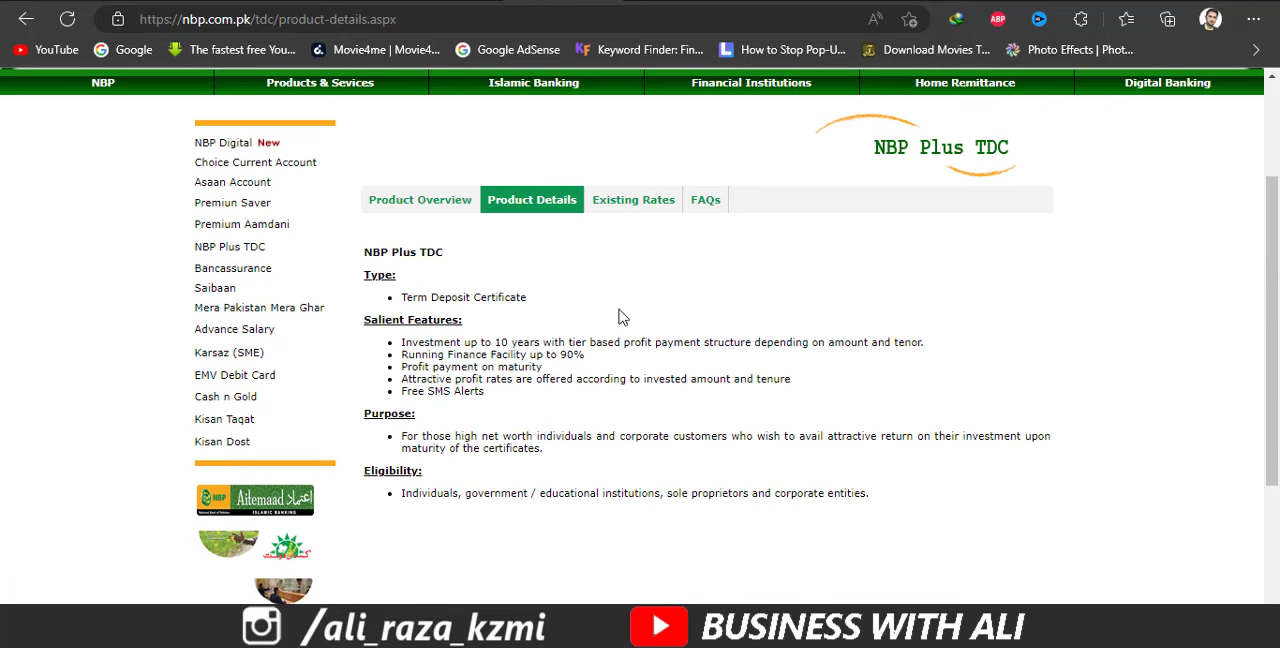 https://nbp.com.pk/tdc/product-details.aspx
ABP
YouTube
Google
The fastest free You...
Movie4me | Movie4...
Google AdSense
Keyword Finder: Fin...
How to Stop Pop-U...
Download Movies T...
Photo Effects | Phot...
NBP
Products & Sevices
Islamic Banking
Financial Institutions
Home Remittance
Digital Banking
NBP Digital New
Choice Current Account
Asaan Account
Premiun Saver
Premium Aamdani
NBP Plus TDC
Bancassurance
Saibaan
Mera Pakistan Mera Ghar
Advance Salary
Karsaz (SME)
EMV Debit Card
Cash n Gold
Kisan Taqat
Kisan Dost
NBP Aitemaad اعتماد
ISLAMIC BANKING
NBP Plus TDC
Product Overview
Product Details
Existing Rates
FAQs
NBP Plus TDC
Type:
Term Deposit Certificate
Salient Features:
Investment up to 10 years with tier based profit payment structure depending on amount and tenor.
Running Finance Facility up to 90%
Profit payment on maturity
Attractive profit rates are offered according to invested amount and tenure
Free SMS Alerts
Purpose:
For those high net worth individuals and corporate customers who wish to avail attractive return on their investment upon
maturity of the certificates.
Eligibility:
Individuals, government / educational institutions, sole proprietors and corporate entities.
/ali_raza_kzmi
BUSINESS WITH ALI